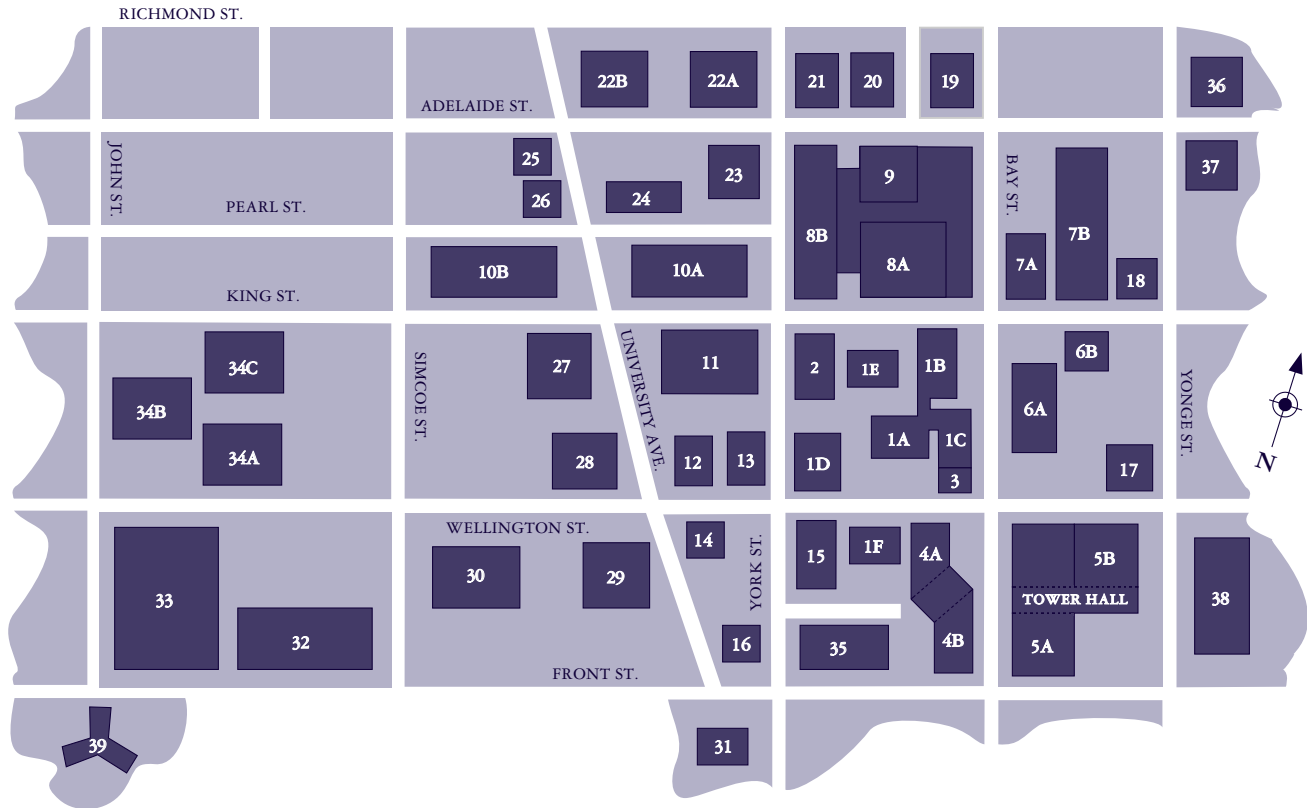 RICHMOND ST.
22B
22A
21
20
19
36
ADELAIDE ST.
JOHN ST.
25
26
23
24
9
BAY ST.
37
PEARL ST.
8B
7B
10B
10A
8A
7A
18
KING ST.
34C
34B
34A
SIMCOE ST.
27
28
UNIVERSITY AVE.
11
12
13
2
1E
1B
1A
1C
1D
3
6B
6A
17
YONGE ST.
N
WELLINGTON ST.
33
32
30
29
14
YORK ST.
16
15
1F
4A
4B
35
5B
TOWER HALL
5A
38
FRONT ST.
39
31